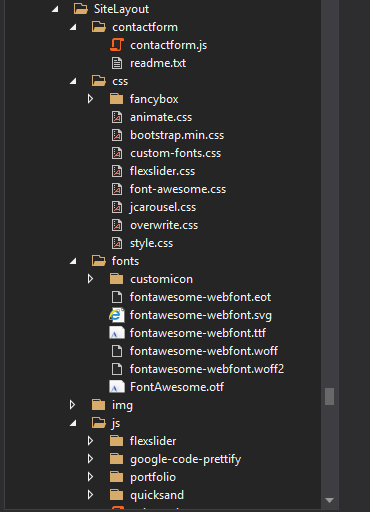 SiteLayout
contactform
contactform.js
readme.txt
css
fancybox
animate.css
bootstrap.min.css
custom-fonts.css
flexslider.css
font-awesome.css
jcarousel.css
overwrite.css
style.css
fonts
customicon
fontawesome-webfont.eot
fontawesome-webfont.svg
fontawesome-webfont.ttf
fontawesome-webfont.woff
fontawesome-webfont.woff2
FontAwesome.otf
img
js
flexslider
google-code-prettify
portfolio
quicksand